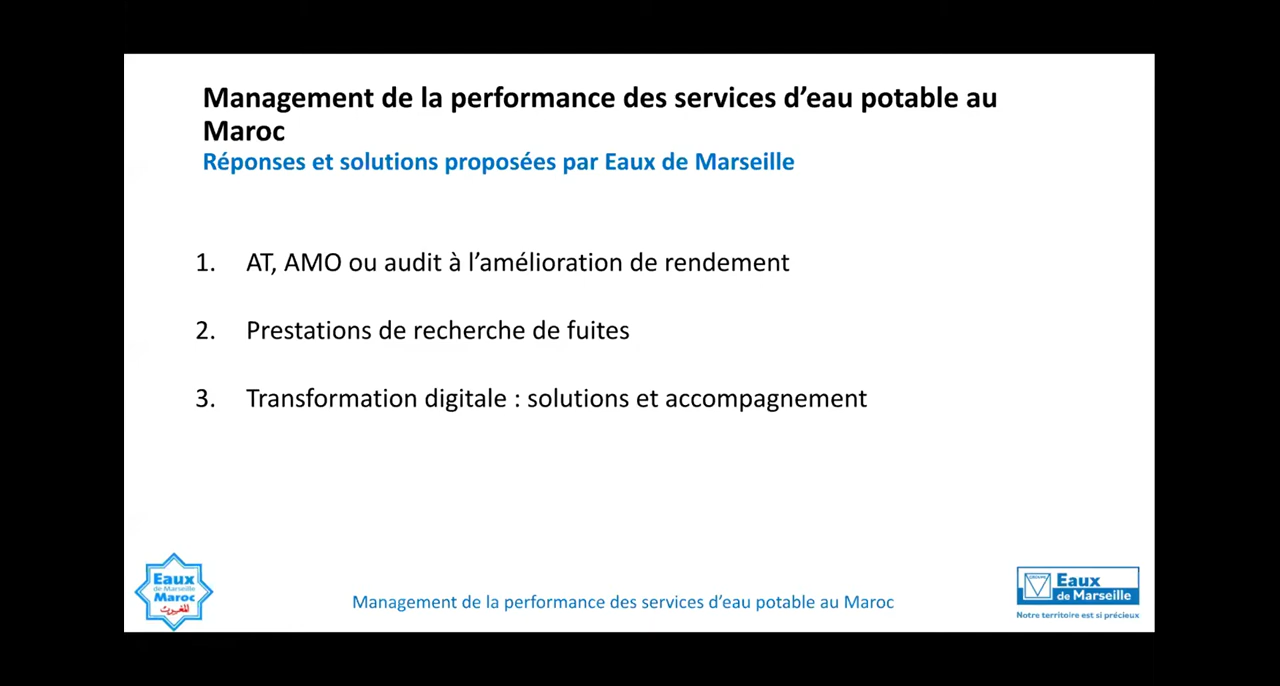 Management de la performance des services d’eau potable au
Maroc
Réponses et solutions proposées par Eaux de Marseille
1. AT, AMO ou audit à l’amélioration de rendement
2. Prestations de recherche de fuites
3. Transformation digitale : solutions et accompagnement
Eaux
de Marseille
Maroc
Management de la performance des services d’eau potable au Maroc
Eaux
de Marseille
Notre territoire est si précieux